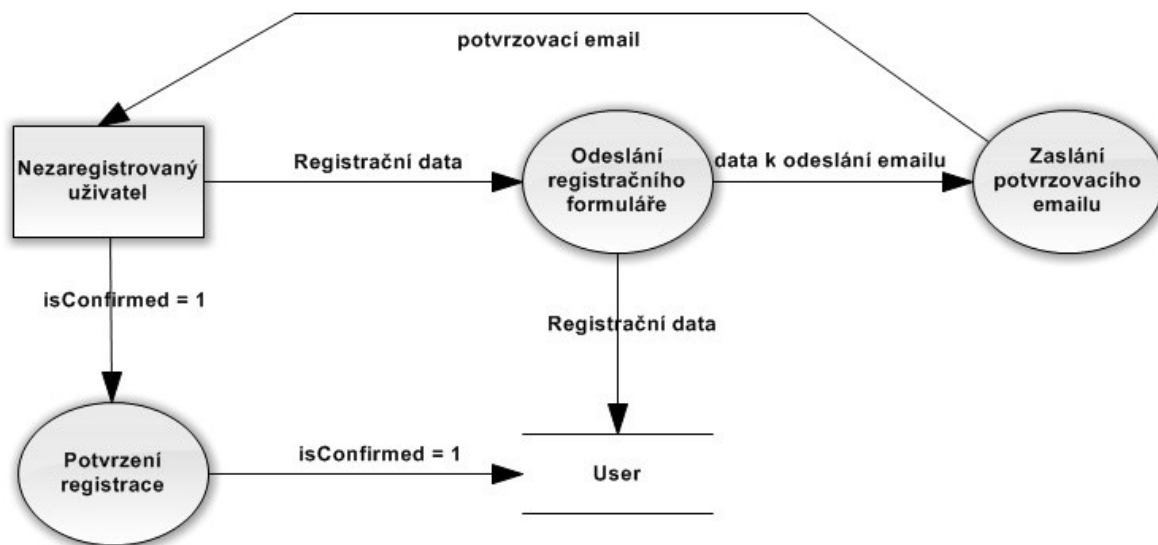 potvrzovací email
Nezaregistrovaný
uživatel
Registrační data
Odeslání
registračního
formuláře
data k odeslání emailu
Zaslání
potvrzovacího
emailu
isConfirmed = 1
Registrační data
Potvrzení
registrace
isConfirmed = 1
User